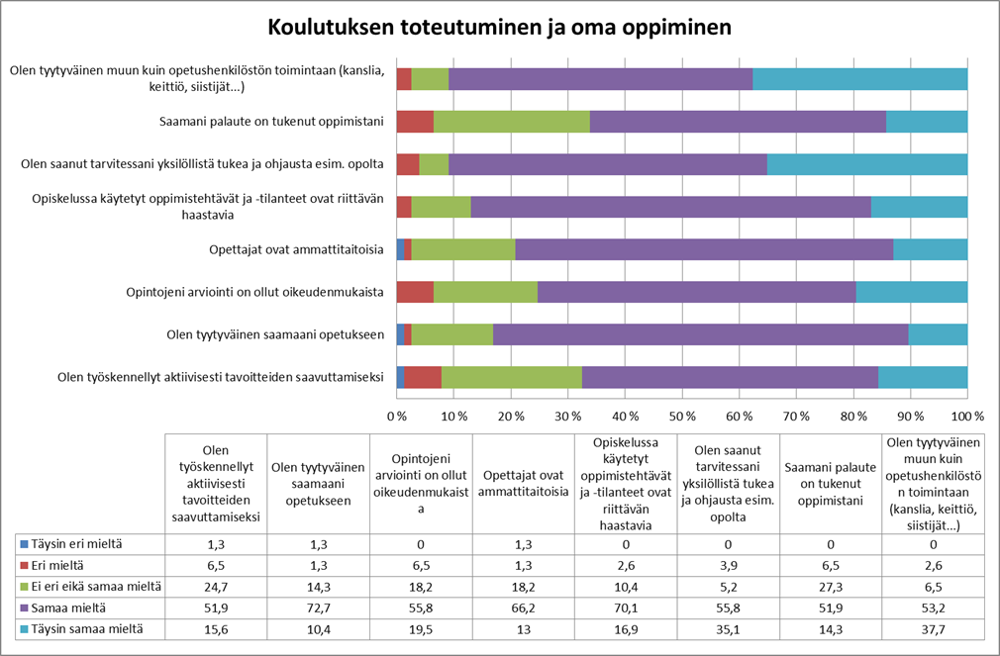 Koulutuksen toteutuminen ja oma oppiminen
Olen tyytyväinen muun kuin opetushenkilöstön toimintaan (kanslia,
keittiö, siistijät...)
Saamani palaute on tukenut oppimistani
Olen saanut tarvitessani yksilöllistä tukea ja ohjausta esim. opolta
Opiskelussa käytetyt oppimistehtävät ja -tilanteet ovat riittävän
haastavia
Opettajat ovat ammattitaitoisia
Opintojeni arviointi on ollut oikeudenmukaista
Olen tyytyväinen saamaani opetukseen
Olen työskennellyt aktiivisesti tavoitteiden saavuttamiseksi
0 % 10 % 20 % 30 % 40 % 50 % 60 % 70 % 80 % 90 % 100 %
Olen
työskennellyt
aktiivisesti
tavoitteiden
saavuttamiseksi
Olen tyytyväinen
saamaani
opetukseen
Opintojeni
arviointi on ollut
oikeudenmukaist
a
Opettajat ovat
ammattitaitoisia
Opiskelussa
käytetyt
oppimistehtävät
ja -tilanteet ovat
riittävän
haastavia
Olen saanut
tarvitessani
yksilöllistä tukea
ja ohjausta esim.
opolta
Saamani palaute
on tukenut
oppimistani
Olen tyytyväinen
muun kuin
opetushenkilöstö
n toimintaan
(kanslia, keittiö,
siistijät...)
Täysin eri mieltä 1,3 1,3 0 1,3 0 0 0 0
Eri mieltä 6,5 1,3 6,5 1,3 2,6 3,9 6,5 2,6
Ei eri eikä samaa mieltä 24,7 14,3 18,2 18,2 10,4 5,2 27,3 6,5
Samaa mieltä 51,9 72,7 55,8 66,2 70,1 55,8 51,9 53,2
Täysin samaa mieltä 15,6 10,4 19,5 13 16,9 35,1 14,3 37,7